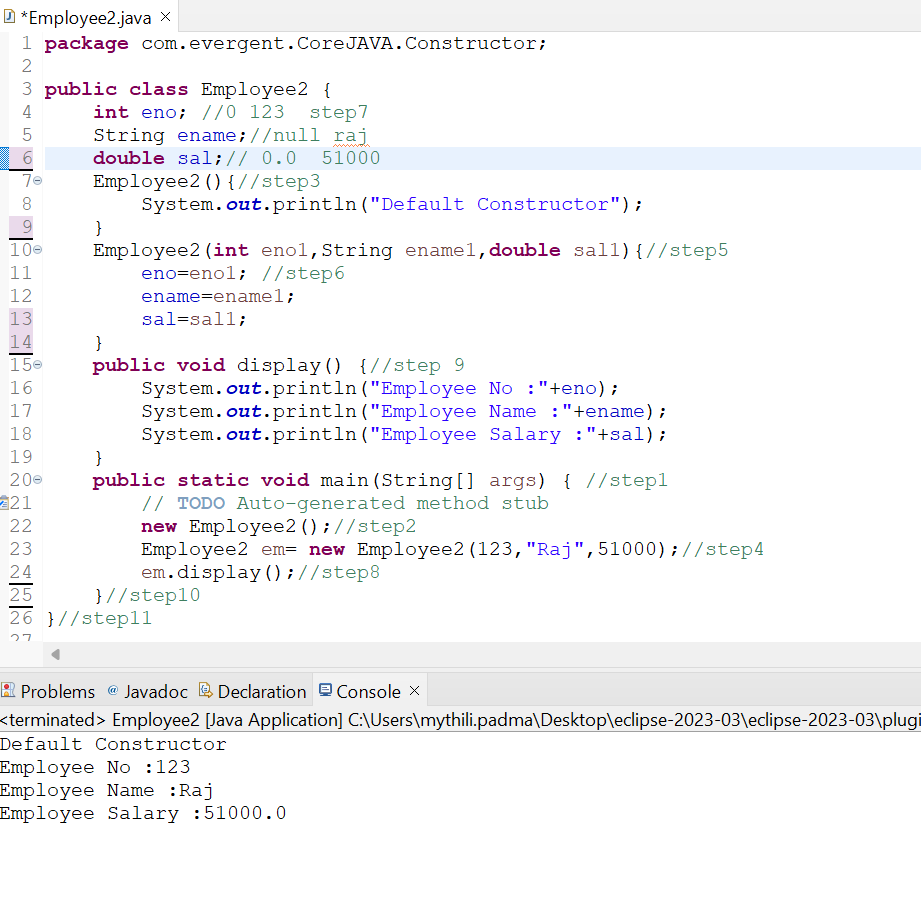 *Employee2.java ×
1 package com.evergent.CoreJAVA.Constructor;
2
3 public class Employee2 {
4 int eno; //0 123 step7
5 String ename;//null raj
6 double sal;// 0.0 51000
7 Employee2(){//step3
8 System.out.println("Default Constructor");
9 }
10 Employee2(int eno1,String ename1,double sal1){//step5
11 eno=eno1; //step6
12 ename=ename1;
13 sal=sal1;
14 }
15 public void display() {//step 9
16 System.out.println("Employee No :"+eno);
17 System.out.println("Employee Name :"+ename);
18 System.out.println("Employee Salary :"+sal);
19 }
20 public static void main(String[] args) { //step1
21 // TODO Auto-generated method stub
22 new Employee2();//step2
23 Employee2 em= new Employee2(123,"Raj",51000);//step4
24 em.display();//step8
25 }//step10
26 }//step11
27
Problems @ Javadoc Declaration Console ×
<terminated> Employee2 [Java Application] C:\Users\mythili.padma\Desktop\eclipse-2023-03\eclipse-2023-03\plugi
Default Constructor
Employee No :123
Employee Name :Raj
Employee Salary :51000.0